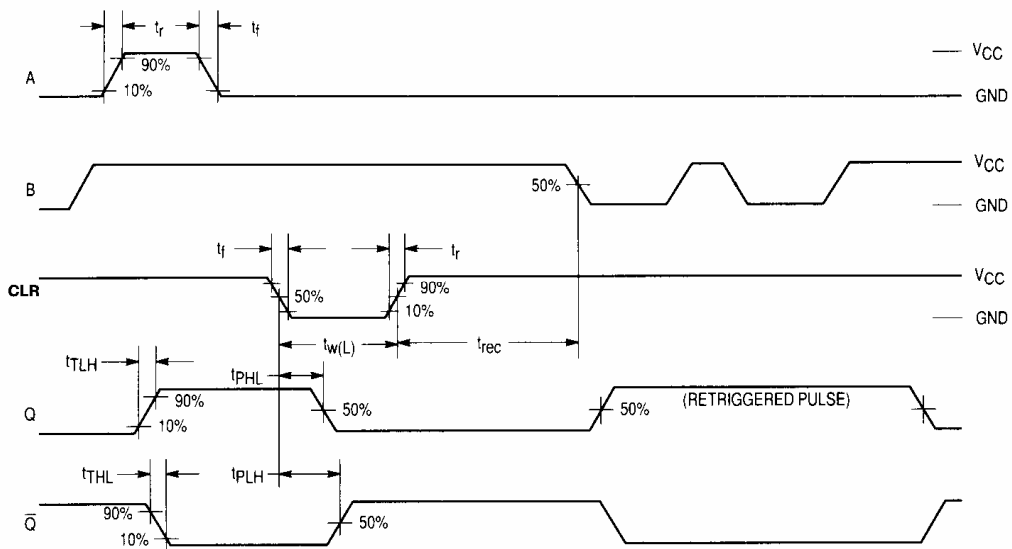 tr tf
VCC
A 90%
10% GND
VCC
B 50%
GND
tf tr
CLR VCC
50% 90%
10%
GND
tw(L) trec
tTLH tPHL
Q 90% 50% 50% (RETRIGGERED PULSE)
10%
tTHL tPLH
Q̅ 90% 50%
10%